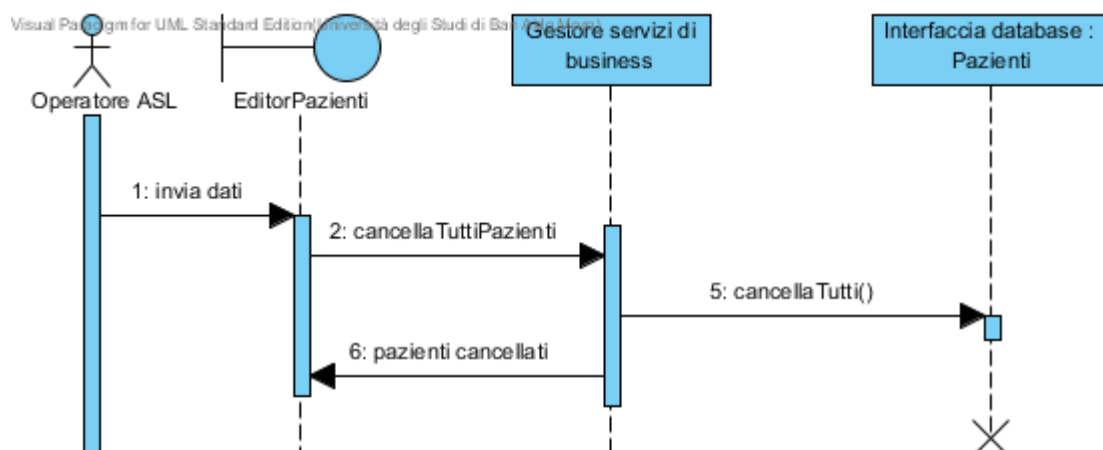 Visual Paradigm for UML Standard Edition(Università degli Studi di Bari Aldo Moro)
Operatore ASL
EditorPazienti
Gestore servizi di
business
Interfaccia database :
Pazienti
1: invia dati
2: cancellaTuttiPazienti
5: cancellaTutti()
6: pazienti cancellati